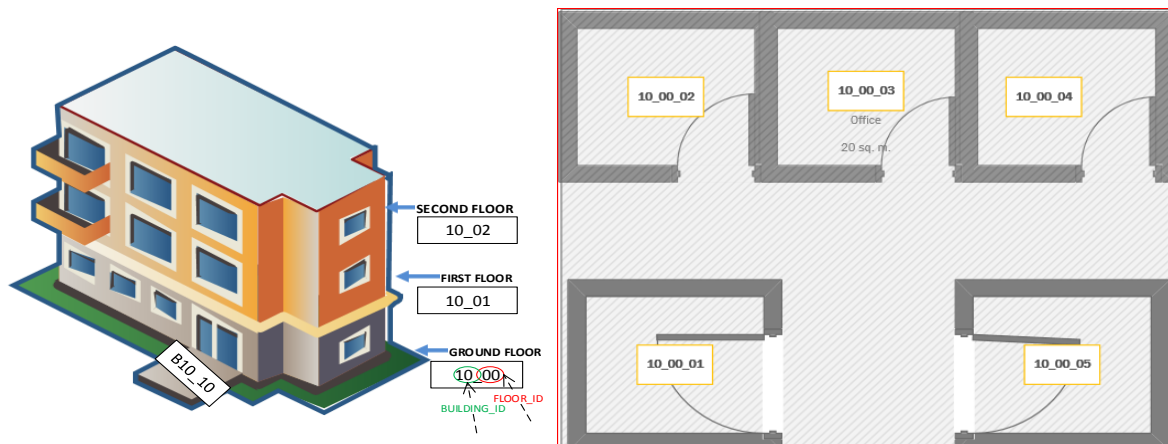 SECOND FLOOR
10_02
FIRST FLOOR
10_01
GROUND FLOOR
10_00
FLOOR_ID
BUILDING_ID
B10_10
10_00_02
10_00_03
10_00_04
Office
20 sq. m.
10_00_01
10_00_05